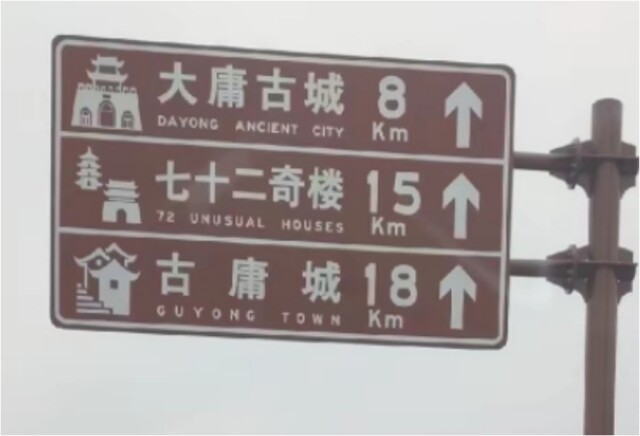 大庸古城 8
DAYONG ANCIENT CITY Km
七十二奇楼 15
72 UNUSUAL HOUSES Km
古庸城 18
GUYONG TOWN Km